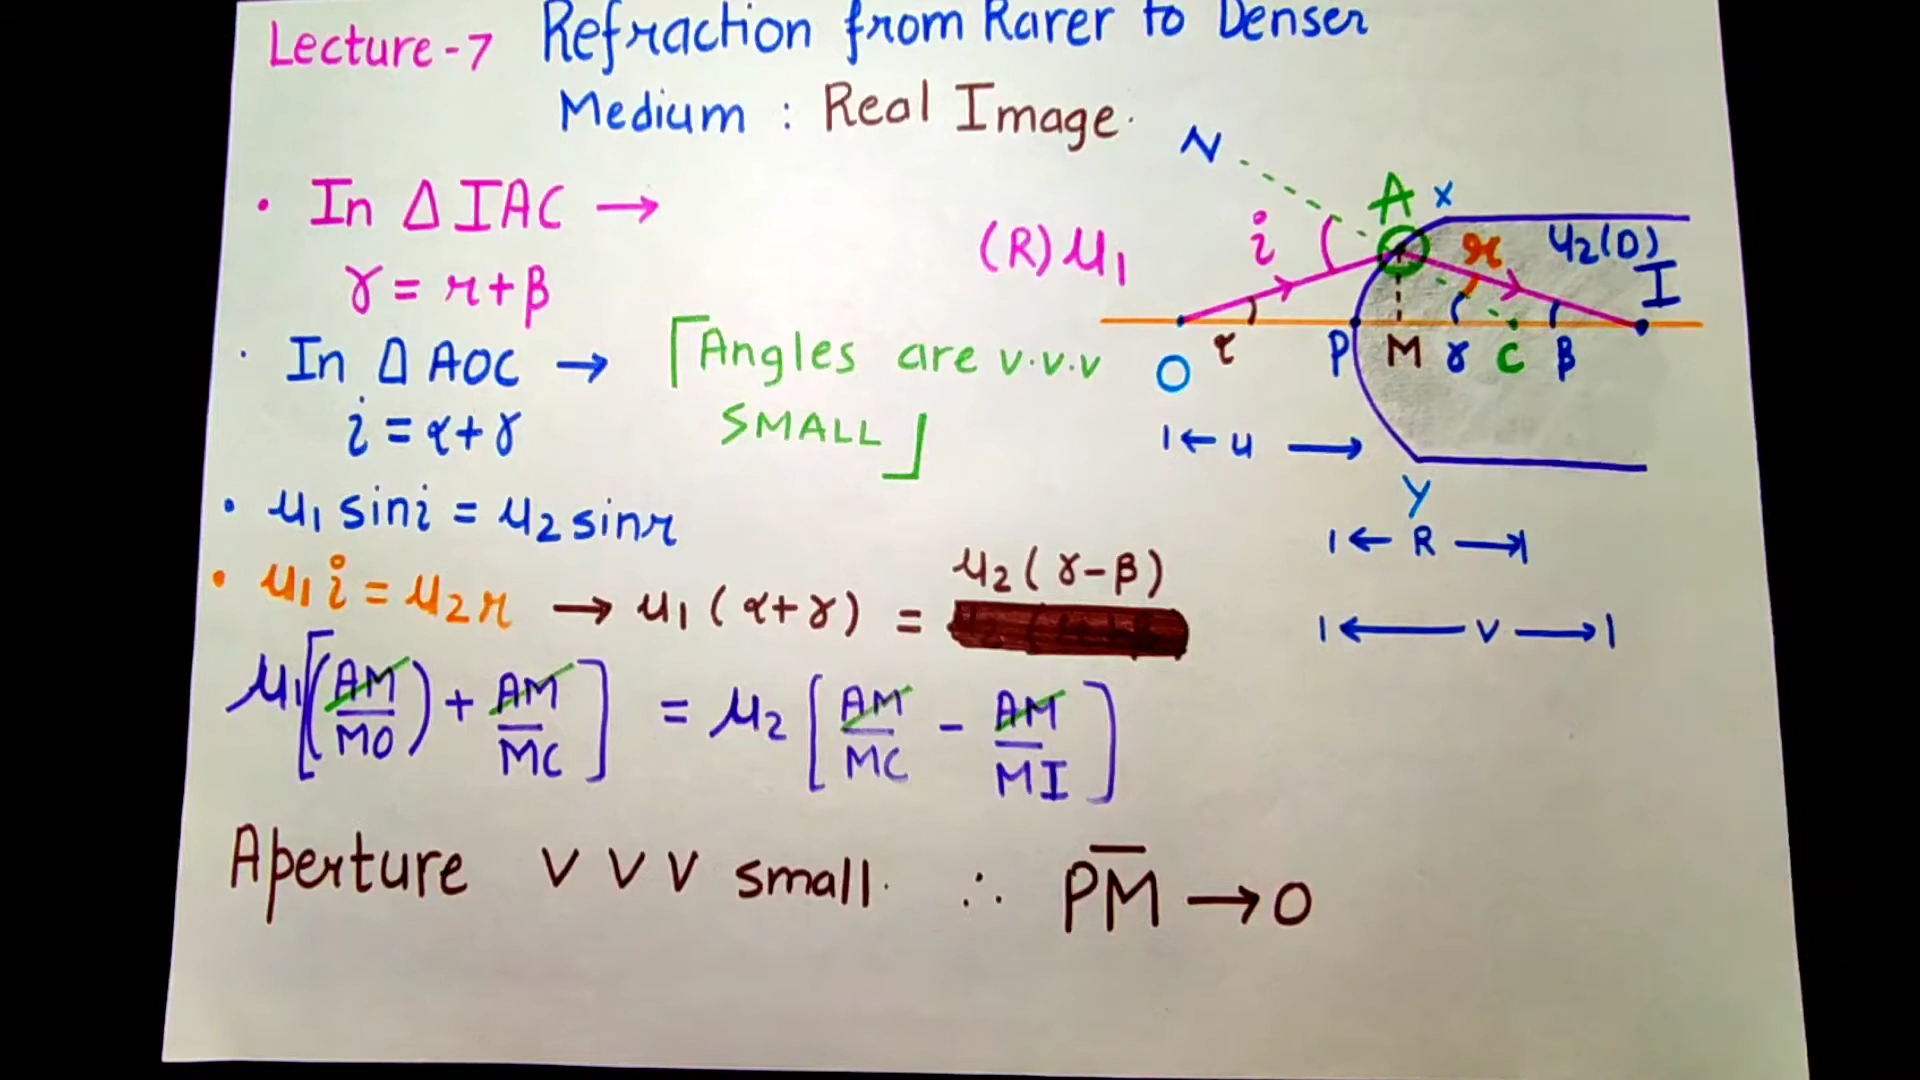 Lecture-7 Refraction from Rarer to Denser
Medium : Real Image.
• In Δ IAC →
γ = r+β
• In Δ AOC →
i = α+γ
⌈Angles are v.v.v
SMALL⌋
• μ₁ sini = μ₂ sinr
• μ₁ i = μ₂ r → μ₁ (α+γ) = μ₂ (γ-β)
μ₁[(AM/MO) + AM/MC] = μ₂ [AM/MC - AM/MI]
Aperture v v v small. ∴ PM → 0
N
A x
(R) μ₁ i r μ₂(D)
I
O α P M γ C β
|← u →|
Y
|← R →|
|← v →|